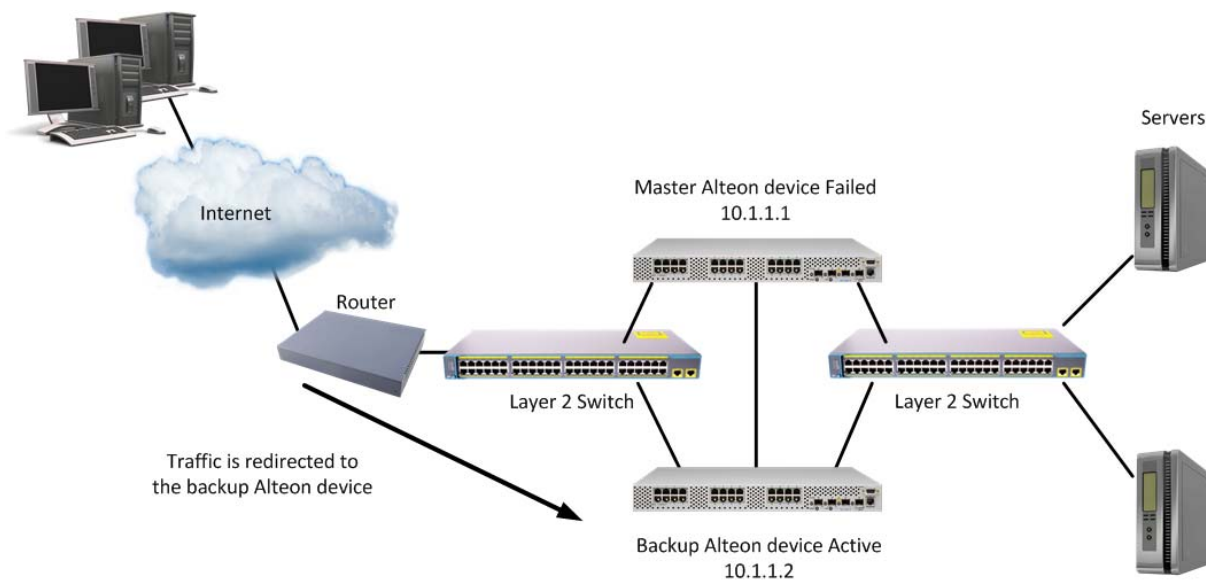 Servers
Master Alteon device Failed
10.1.1.1
Internet
Router
Layer 2 Switch
Layer 2 Switch
Traffic is redirected to
the backup Alteon device
Backup Alteon device Active
10.1.1.2